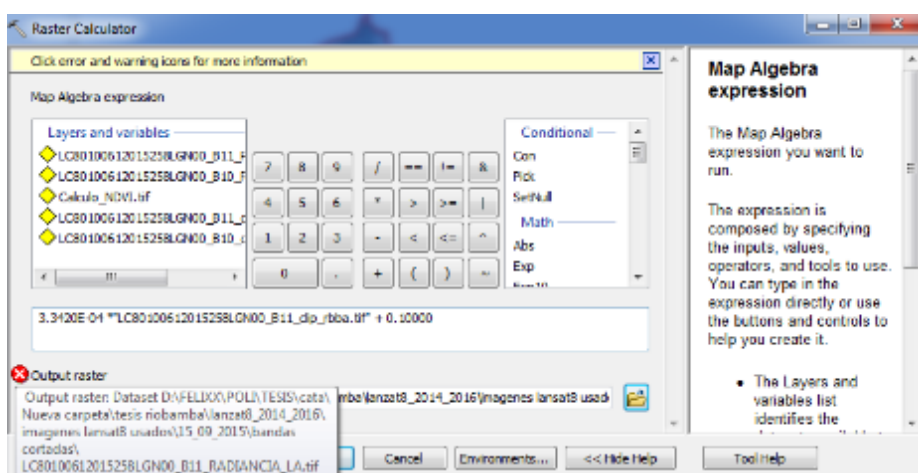 Raster Calculator
Click error and warning icons for more information
Map Algebra expression
Layers and variables
LC80100612015258LGN00_B11_
LC80100612015258LGN00_B10_
Calculo_NDVI.tif
LC80100612015258LGN00_B11_
LC80100612015258LGN00_B10_
7 8 9 / == != &
4 5 6 * > >= |
1 2 3 - < <= ^
0 . + ( ) ~
Conditional
Con
Pick
SetNull
Math
Abs
Exp
3.3420E-04 *"LC80100612015258LGN00_B11_clip_rbba.tif" + 0.10000
Output raster
mba\lanzat8_2014_2016\imagenes lansat8 usad
Output raster: Dataset D:\FELIXX\POLI\TESIS\cata\
Nueva carpeta\tesis riobamba\lanzat8_2014_2016\
imagenes lansat8 usados\15_09_2015\bandas
cortadas\
LC80100612015258LGN00_B11_RADIANCIA_LA.tif
Cancel
Environments...
<< Hide Help
Tool Help
Map Algebra
expression
The Map Algebra
expression you want to
run.
The expression is
composed by specifying
the inputs, values,
operators, and tools to use.
You can type in the
expression directly or use
the buttons and controls to
help you create it.
• The Layers and
variables list
identifies the